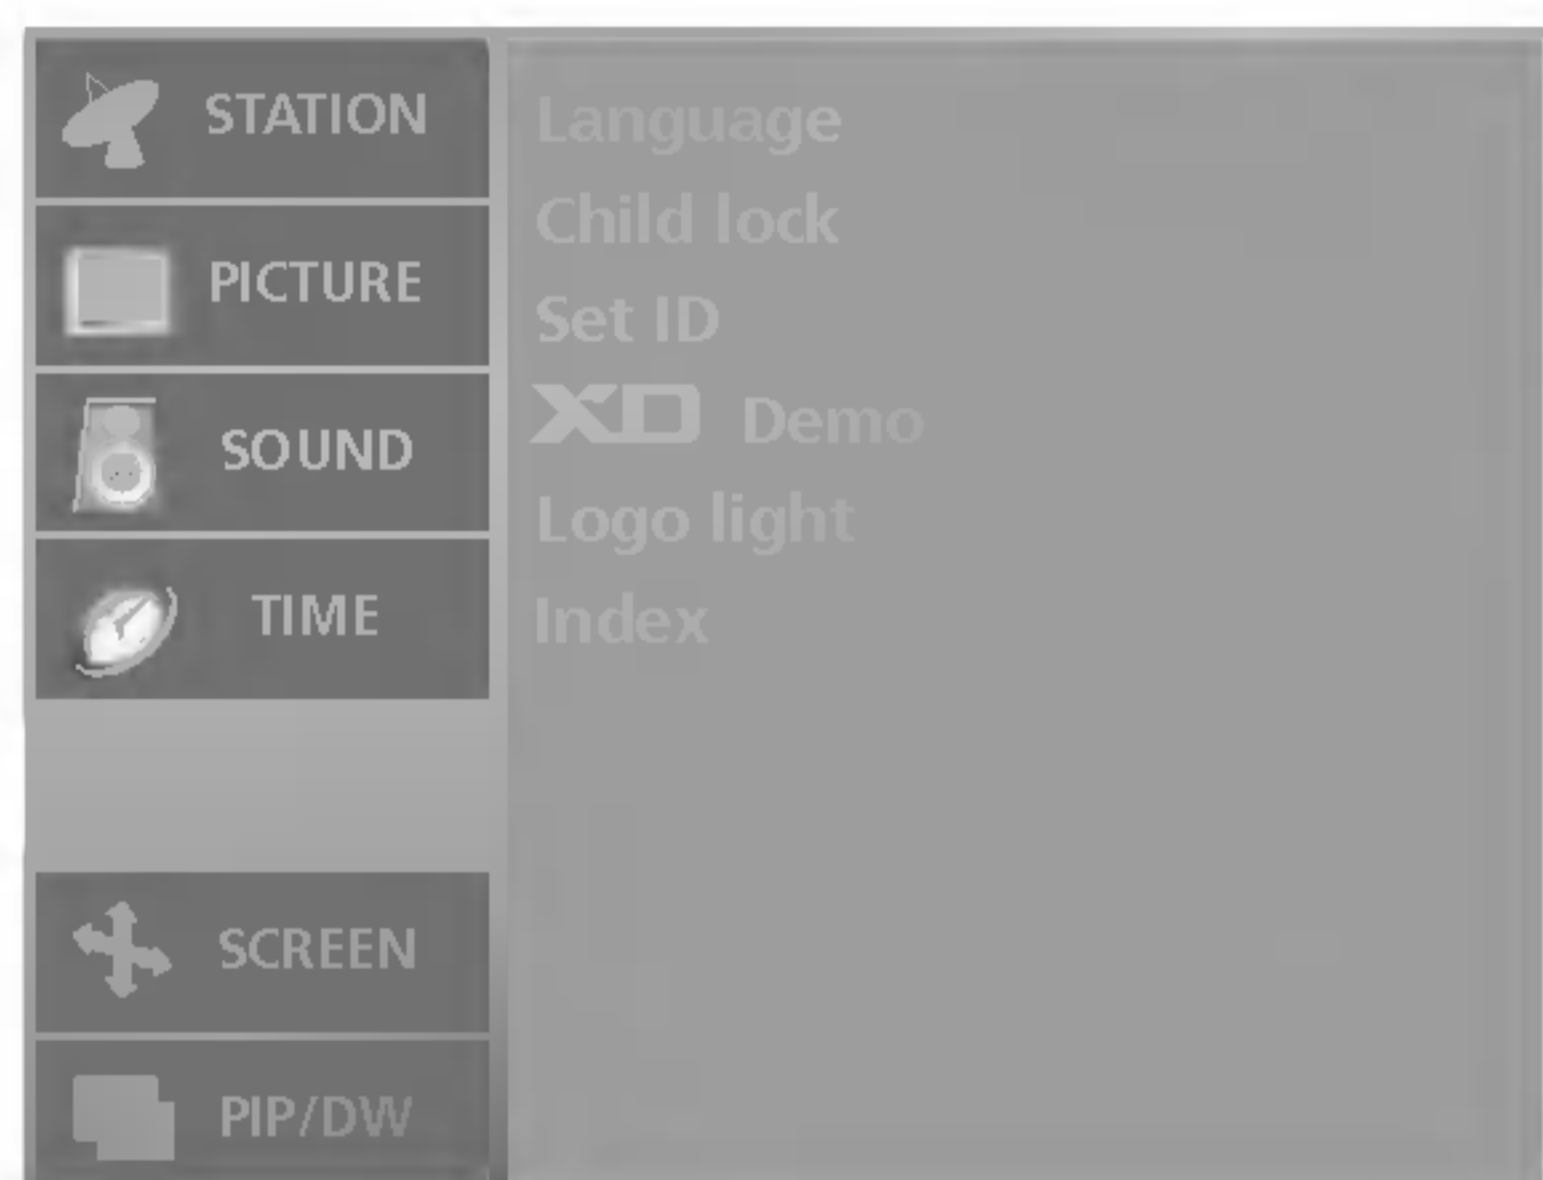 STATION
PICTURE
SOUND
TIME
SCREEN
PIP/DW
Language
Child lock
Set ID
XD Demo
Logo light
Index